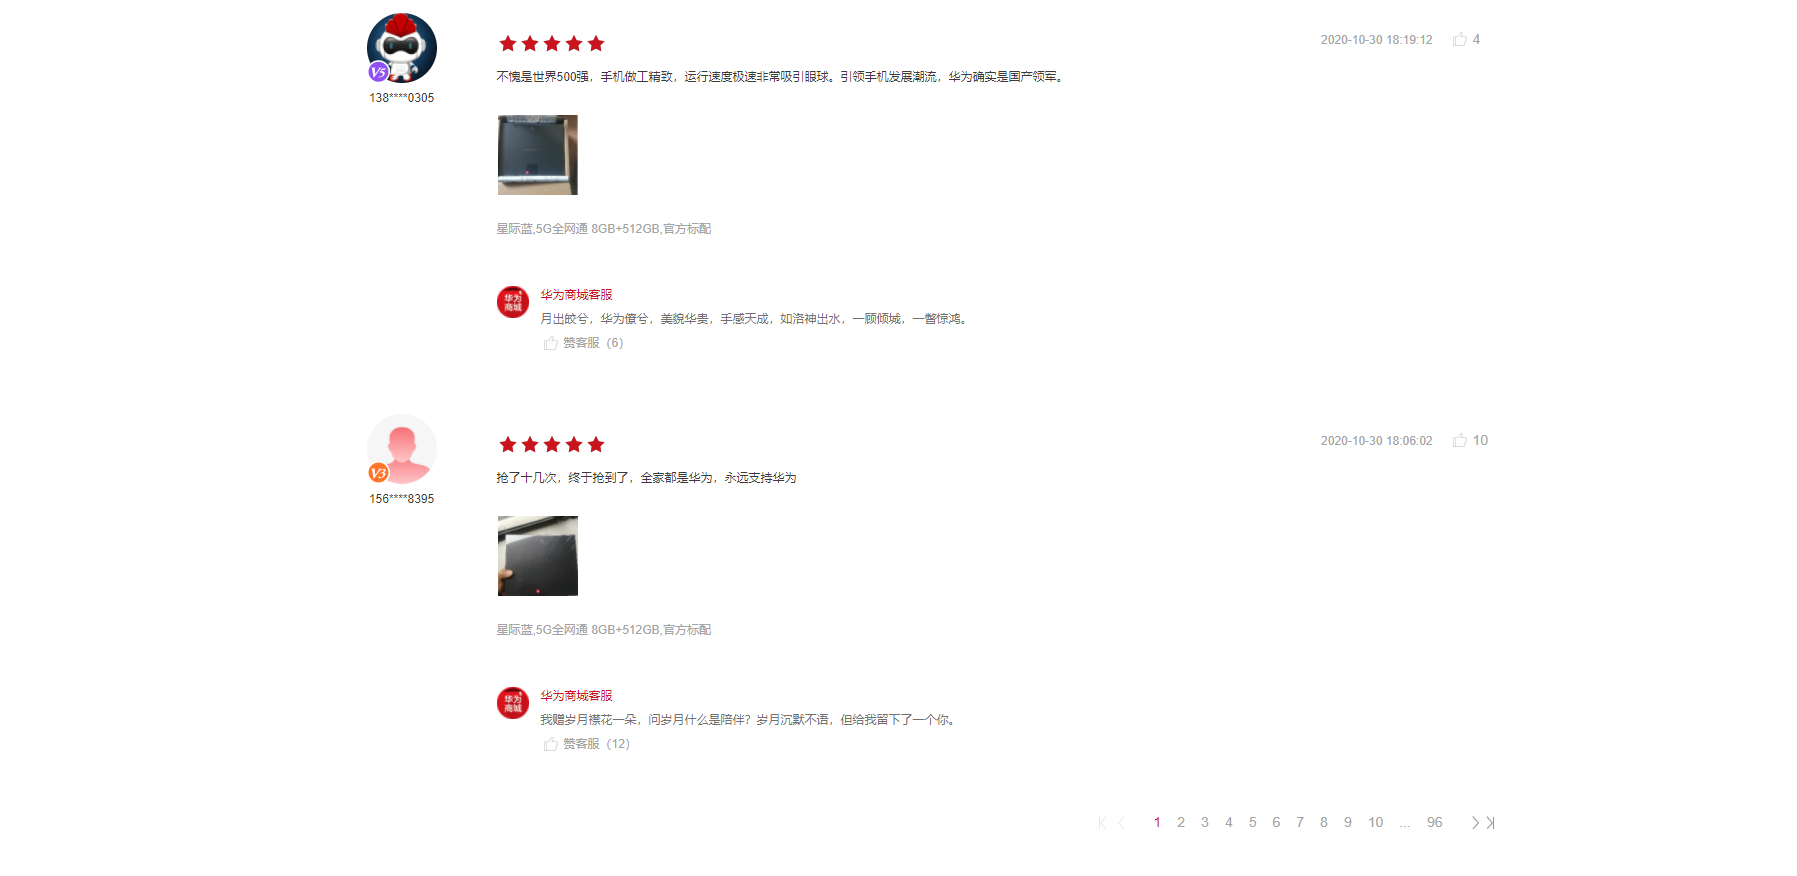 2020-10-30 18:19:12 4
不愧是世界500强，手机做工精致，运行速度极速非常吸引眼球。引领手机发展潮流，华为确实是国产领军。
V5
138****0305
星际蓝,5G全网通 8GB+512GB,官方标配
华为商城
华为商城客服
月出皎兮，华为僚兮，美貌华贵，手感天成，如洛神出水，一顾倾城，一瞥惊鸿。
赞客服（6）
2020-10-30 18:06:02 10
抢了十几次，终于抢到了，全家都是华为，永远支持华为
V3
156****8395
星际蓝,5G全网通 8GB+512GB,官方标配
华为商城
华为商城客服
我赠岁月襟花一朵，问岁月什么是陪伴？岁月沉默不语，但给我留下了一个你。
赞客服（12）
1 2 3 4 5 6 7 8 9 10 ... 96